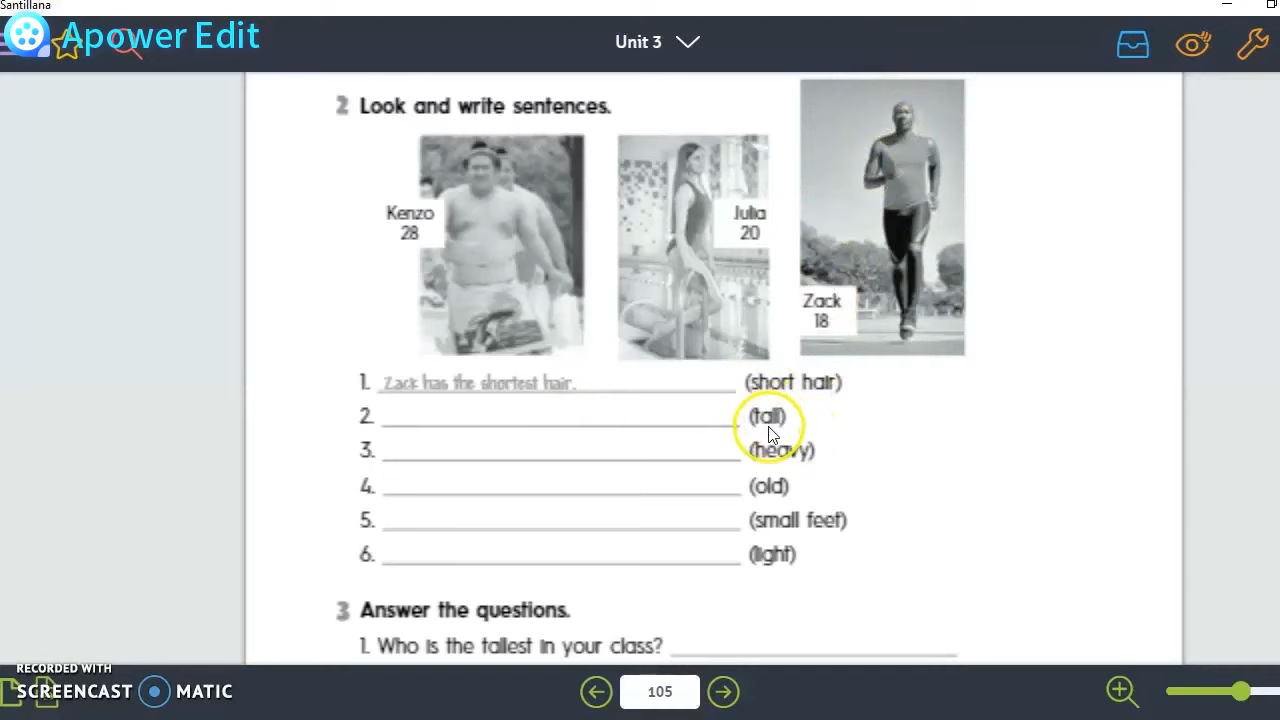 Santillana
Apower Edit
Unit 3
2 Look and write sentences.
Kenzo
28
Julia
20
Zack
18
1. Zack has the shortest hair. (short hair)
2. (tall)
3. (heavy)
4. (old)
5. (small feet)
6. (light)
3 Answer the questions.
1. Who is the tallest in your class?
RECORDED WITH
SCREENCAST MATIC
105